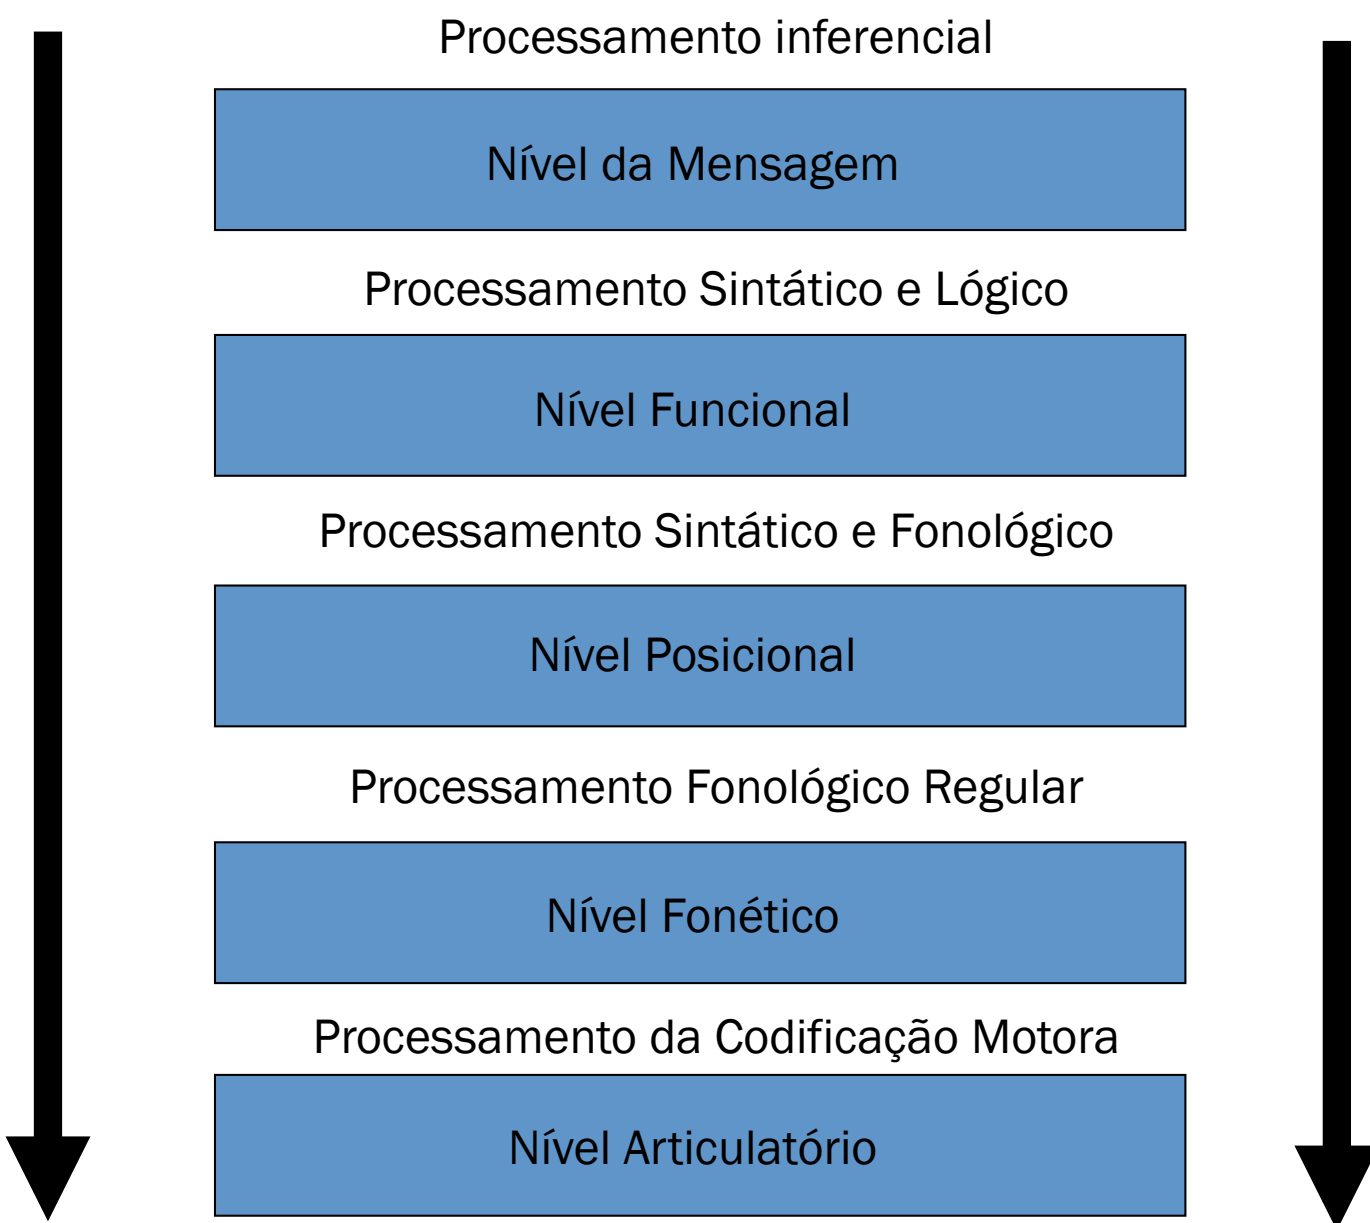 Processamento inferencial
Nível da Mensagem
Processamento Sintático e Lógico
Nível Funcional
Processamento Sintático e Fonológico
Nível Posicional
Processamento Fonológico Regular
Nível Fonético
Processamento da Codificação Motora
Nível Articulatório